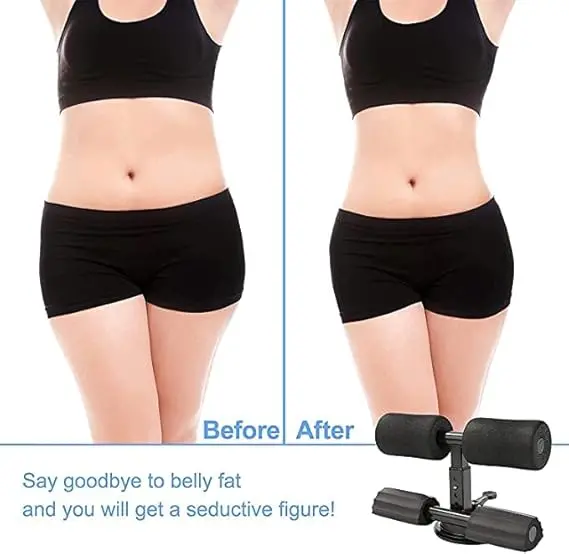 Before After
Say goodbye to belly fat
and you will get a seductive figure!